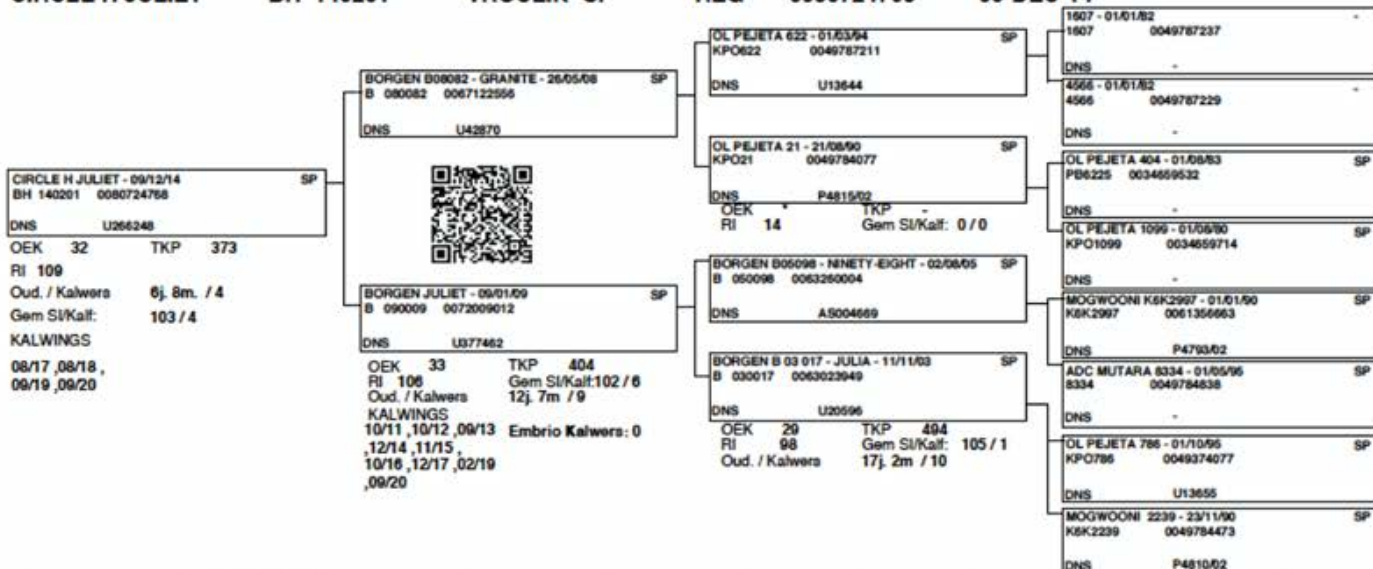 CIRCLE H JULIET - 09/12/14 SP
BH 140201 0080724768
DNS U266248
OEK 32 TKP 373
RI 109
Oud. / Kalwers 6j. 8m. / 4
Gem SI/Kalf: 103 / 4
KALWINGS
08/17 ,08/18 ,
09/19 ,09/20
BORGEN B08082 - GRANITE - 26/05/08 SP
B 080082 0067122556
DNS U42870
BORGEN JULIET - 09/01/09 SP
B 090009 0072009012
DNS U377462
OEK 33 TKP 404
RI 106 Gem SI/Kalf:102 / 6
Oud. / Kalwers 12j. 7m / 9
KALWINGS
10/11 ,10/12 ,09/13 Embrio Kalwers: 0
,12/14 ,11/15 ,
10/16 ,12/17 ,02/19
,09/20
OL PEJETA 622 - 01/03/94 SP
KPO622 0049787211
DNS U13644
OL PEJETA 21 - 21/08/90 SP
KPO21 0049784077
DNS P4815/02
OEK * TKP -
RI 14 Gem SI/Kalf: 0 / 0
BORGEN B05098 - NINETY-EIGHT - 02/08/05 SP
B 050098 0063260004
DNS AS004669
BORGEN B 03 017 - JULIA - 11/11/03 SP
B 030017 0063023949
DNS U20596
OEK 29 TKP 494
RI 98 Gem SI/Kalf: 105 / 1
Oud. / Kalwers 17j. 2m / 10
1607 - 01/01/82 -
1607 0049787237
DNS -
4566 - 01/01/82 -
4566 0049787229
DNS -
OL PEJETA 404 - 01/08/83 SP
PB6225 0034659532
DNS -
OL PEJETA 1099 - 01/08/80 SP
KPO1099 0034659714
DNS -
MOGWOONI K6K2997 - 01/01/90 SP
K6K2997 0061356663
DNS P4793/02
ADC MUTARA 8334 - 01/05/95 SP
8334 0049784838
DNS -
OL PEJETA 786 - 01/10/95 SP
KPO786 0049374077
DNS U13655
MOGWOONI 2239 - 23/11/90 SP
K6K2239 0049784473
DNS P4810/02